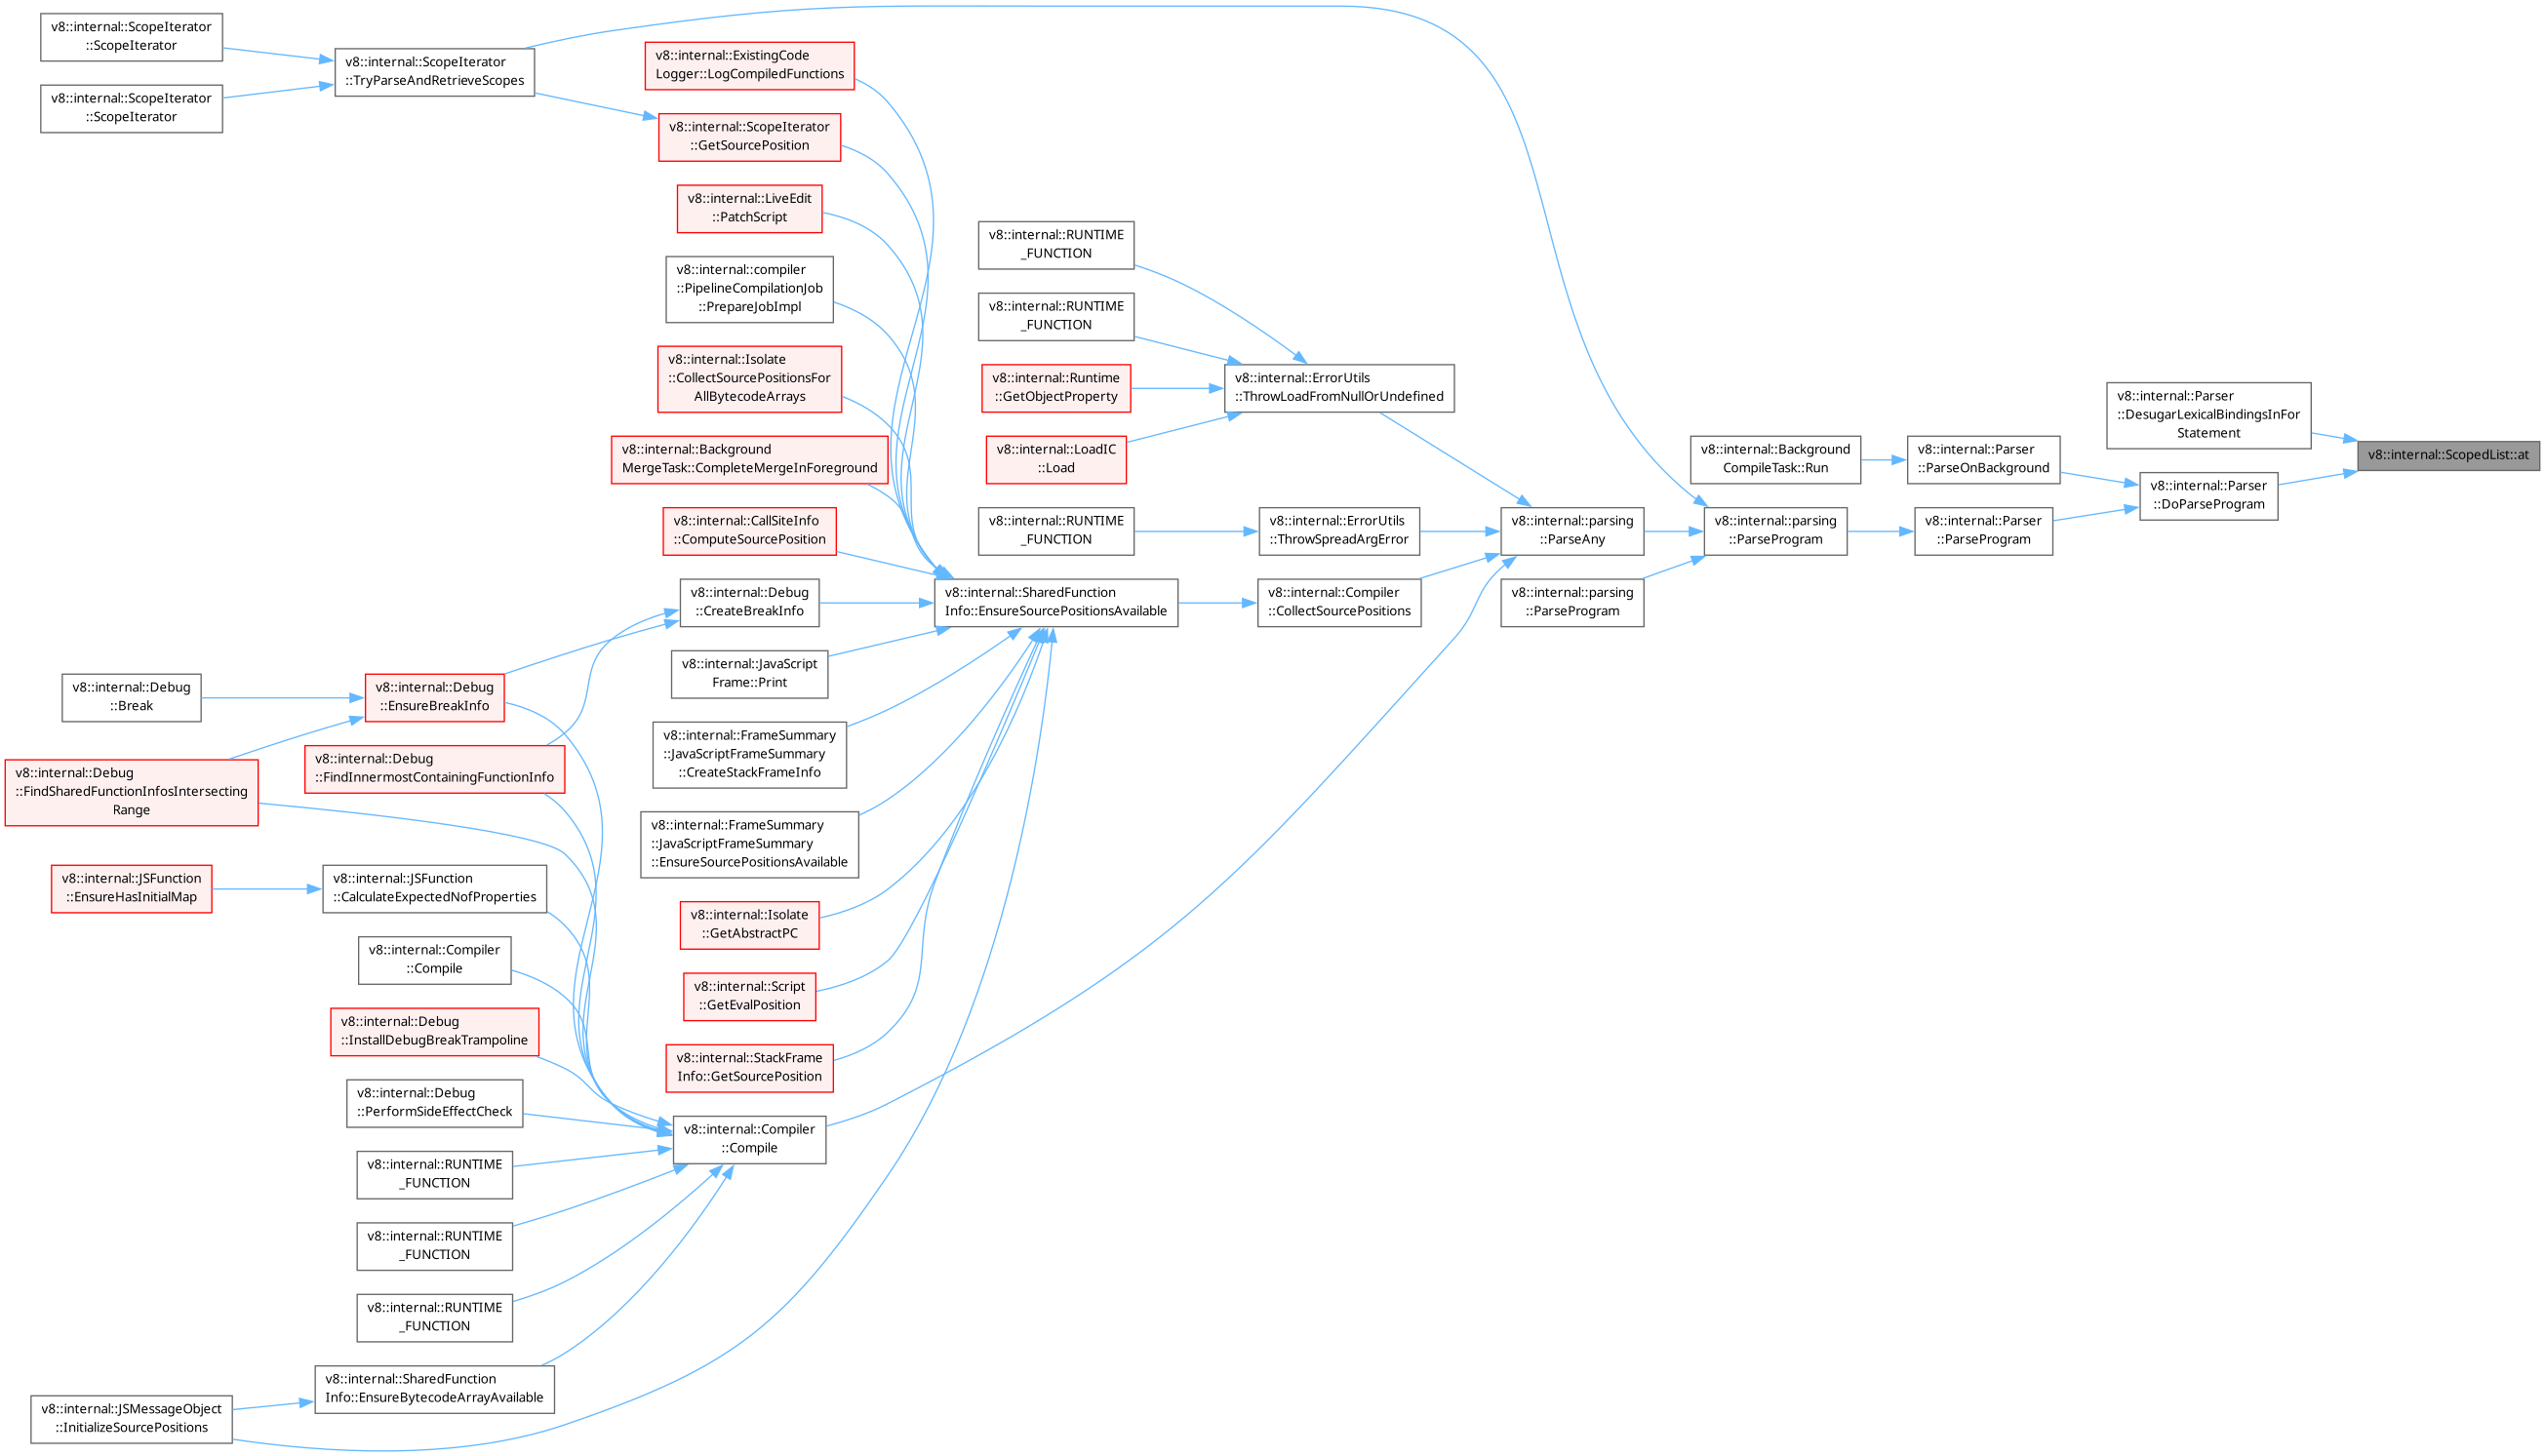 v8::internal::ScopeIterator
::ScopeIterator
v8::internal::ScopeIterator
::ScopeIterator
v8::internal::ScopeIterator
::TryParseAndRetrieveScopes
v8::internal::ExistingCode
Logger::LogCompiledFunctions
v8::internal::ScopeIterator
::GetSourcePosition
v8::internal::LiveEdit
::PatchScript
v8::internal::compiler
::PipelineCompilationJob
::PrepareJobImpl
v8::internal::Isolate
::CollectSourcePositionsFor
AllBytecodeArrays
v8::internal::Background
MergeTask::CompleteMergeInForeground
v8::internal::CallSiteInfo
::ComputeSourcePosition
v8::internal::Debug
::CreateBreakInfo
v8::internal::JavaScript
Frame::Print
v8::internal::FrameSummary
::JavaScriptFrameSummary
::CreateStackFrameInfo
v8::internal::FrameSummary
::JavaScriptFrameSummary
::EnsureSourcePositionsAvailable
v8::internal::Isolate
::GetAbstractPC
v8::internal::Script
::GetEvalPosition
v8::internal::StackFrame
Info::GetSourcePosition
v8::internal::Compiler
::Compile
v8::internal::Debug
::Break
v8::internal::Debug
::EnsureBreakInfo
v8::internal::Debug
::FindSharedFunctionInfosIntersecting
Range
v8::internal::Debug
::FindInnermostContainingFunctionInfo
v8::internal::JSFunction
::EnsureHasInitialMap
v8::internal::JSFunction
::CalculateExpectedNofProperties
v8::internal::Compiler
::Compile
v8::internal::Debug
::InstallDebugBreakTrampoline
v8::internal::Debug
::PerformSideEffectCheck
v8::internal::RUNTIME
_FUNCTION
v8::internal::RUNTIME
_FUNCTION
v8::internal::RUNTIME
_FUNCTION
v8::internal::SharedFunction
Info::EnsureBytecodeArrayAvailable
v8::internal::JSMessageObject
::InitializeSourcePositions
v8::internal::RUNTIME
_FUNCTION
v8::internal::RUNTIME
_FUNCTION
v8::internal::Runtime
::GetObjectProperty
v8::internal::LoadIC
::Load
v8::internal::RUNTIME
_FUNCTION
v8::internal::SharedFunction
Info::EnsureSourcePositionsAvailable
v8::internal::ErrorUtils
::ThrowLoadFromNullOrUndefined
v8::internal::ErrorUtils
::ThrowSpreadArgError
v8::internal::Compiler
::CollectSourcePositions
v8::internal::parsing
::ParseAny
v8::internal::parsing
::ParseProgram
v8::internal::Background
CompileTask::Run
v8::internal::parsing
::ParseProgram
v8::internal::Parser
::ParseOnBackground
v8::internal::Parser
::ParseProgram
v8::internal::Parser
::DesugarLexicalBindingsInFor
Statement
v8::internal::Parser
::DoParseProgram
v8::internal::ScopedList::at